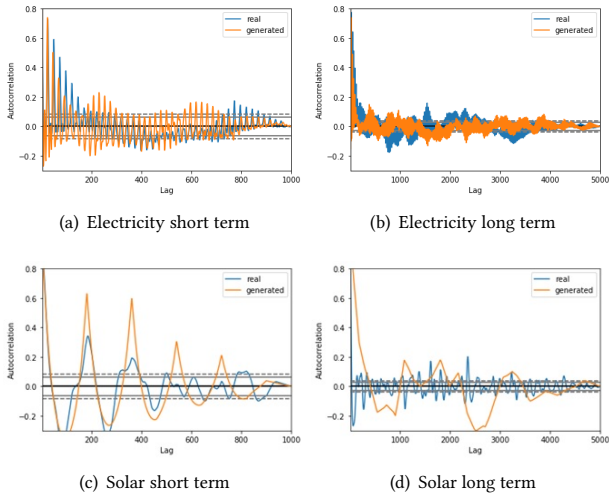 0.8
0.6
0.4
0.2
0.0
−0.2
Autocorrelation
real
generated
200 400 600 800 1000
Lag
(a) Electricity short term
0.8
0.6
0.4
0.2
0.0
−0.2
Autocorrelation
real
generated
1000 2000 3000 4000 5000
Lag
(b) Electricity long term
0.8
0.6
0.4
0.2
0.0
−0.2
Autocorrelation
real
generated
200 400 600 800 1000
Lag
(c) Solar short term
0.8
0.6
0.4
0.2
0.0
−0.2
Autocorrelation
real
generated
1000 2000 3000 4000 5000
Lag
(d) Solar long term